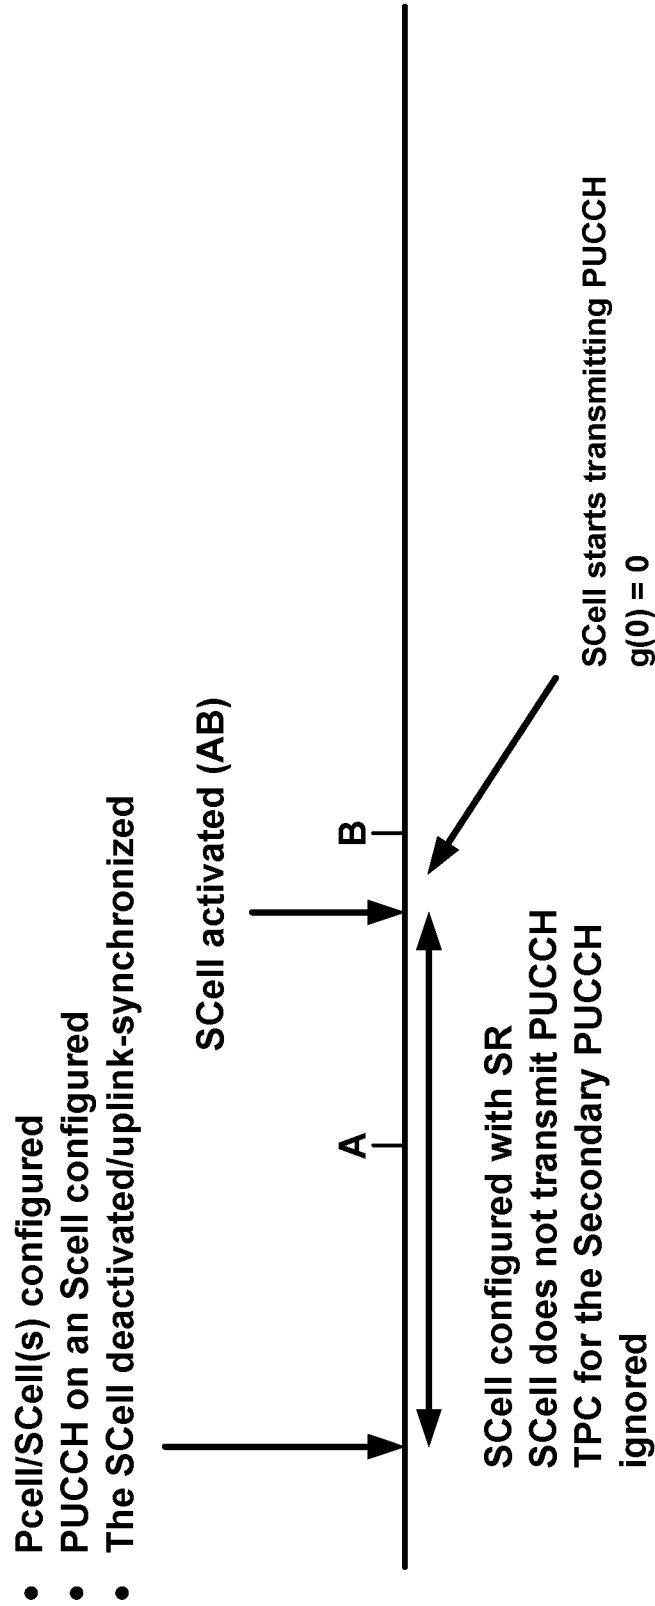 • Pcell/SCell(s) configured
• PUCCH on an Scell configured
• The SCell deactivated/uplink-synchronized
SCell activated (AB)
A
B
SCell configured with SR
SCell does not transmit PUCCH
TPC for the Secondary PUCCH
ignored
SCell starts transmitting PUCCH
g(0) = 0